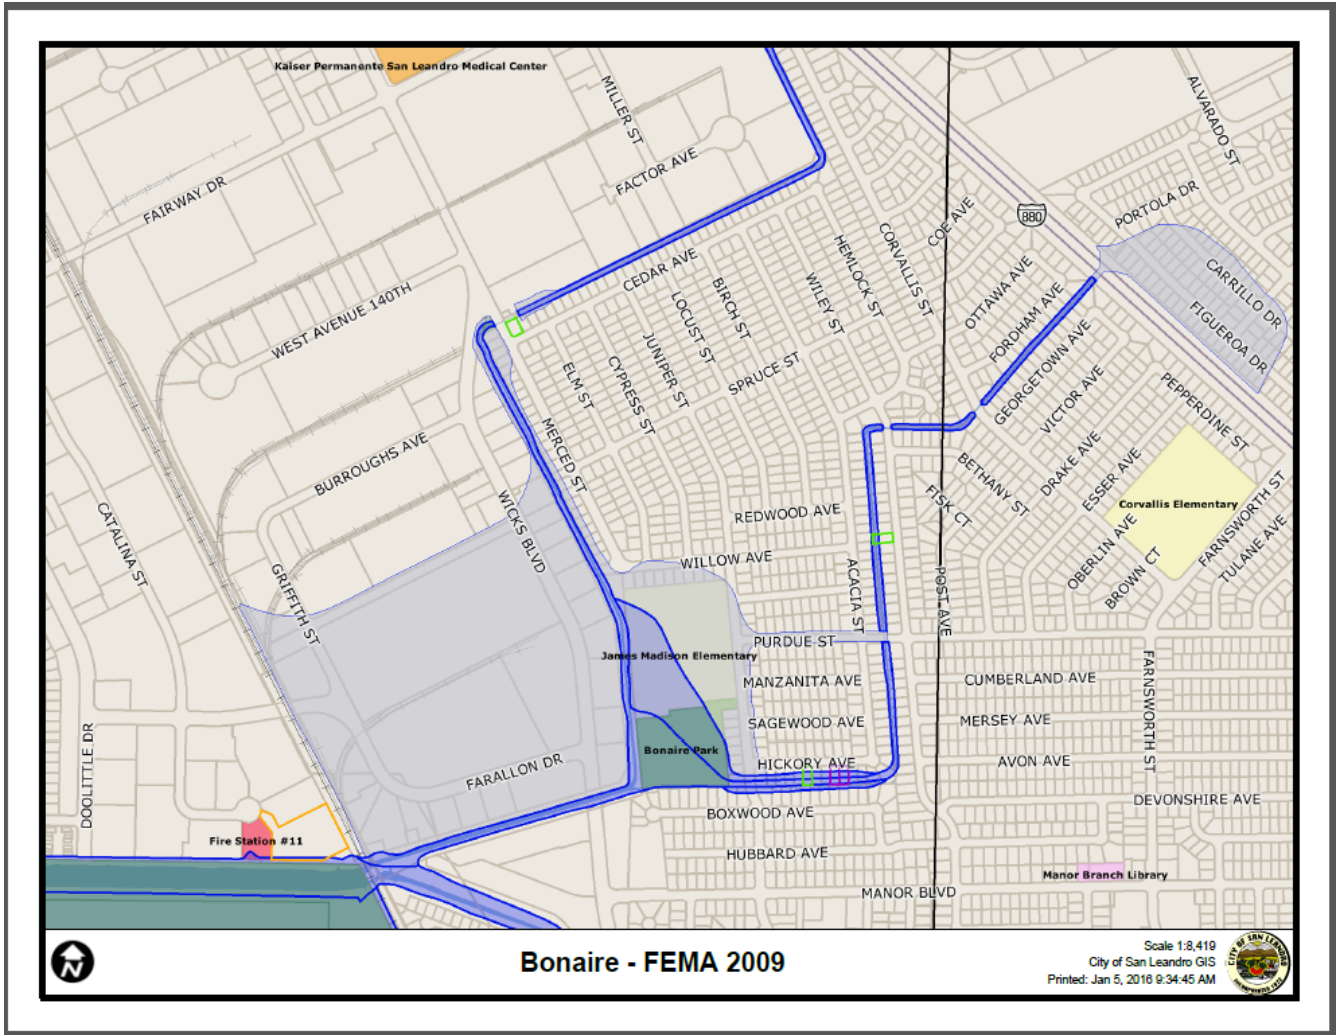 Kaiser Permanente San Leandro Medical Center
MILLER ST
ALVARADO ST
FACTOR AVE
FAIRWAY DR
PORTOLA DR
880
COE AVE
CORVALLIS ST
HEMLOCK ST
CEDAR AVE
WILEY ST
BIRCH ST
LOCUST ST
OTTAWA AVE
CARRILLO DR
WEST AVENUE 140TH
FORDHAM AVE
FIGUEROA DR
JUNIPER ST
GEORGETOWN AVE
SPRUCE ST
ELM ST
CYPRESS ST
VICTOR AVE
PEPPERDINE ST
MERCED ST
BURROUGHS AVE
DRAKE AVE
ESSER AVE
BETHANY ST
FISK CT
WICKS BLVD
REDWOOD AVE
Corvallis Elementary
FARNSWORTH ST
CATALINA ST
OBERLIN AVE
TULANE AVE
WILLOW AVE
BROWN CT
ACACIA ST
POST AVE
GRIFFITH ST
PURDUE ST
James Madison Elementary
MANZANITA AVE
CUMBERLAND AVE
FARNSWORTH ST
SAGEWOOD AVE
MERSEY AVE
Bonaire Park
HICKORY AVE
AVON AVE
DOOLITTLE DR
FARALLON DR
DEVONSHIRE AVE
BOXWOOD AVE
Fire Station #11
HUBBARD AVE
Manor Branch Library
MANOR BLVD
N
Bonaire - FEMA 2009
Scale 1:8,419
City of San Leandro GIS
Printed: Jan 5, 2016 9:34:45 AM
CITY OF SAN LEANDRO